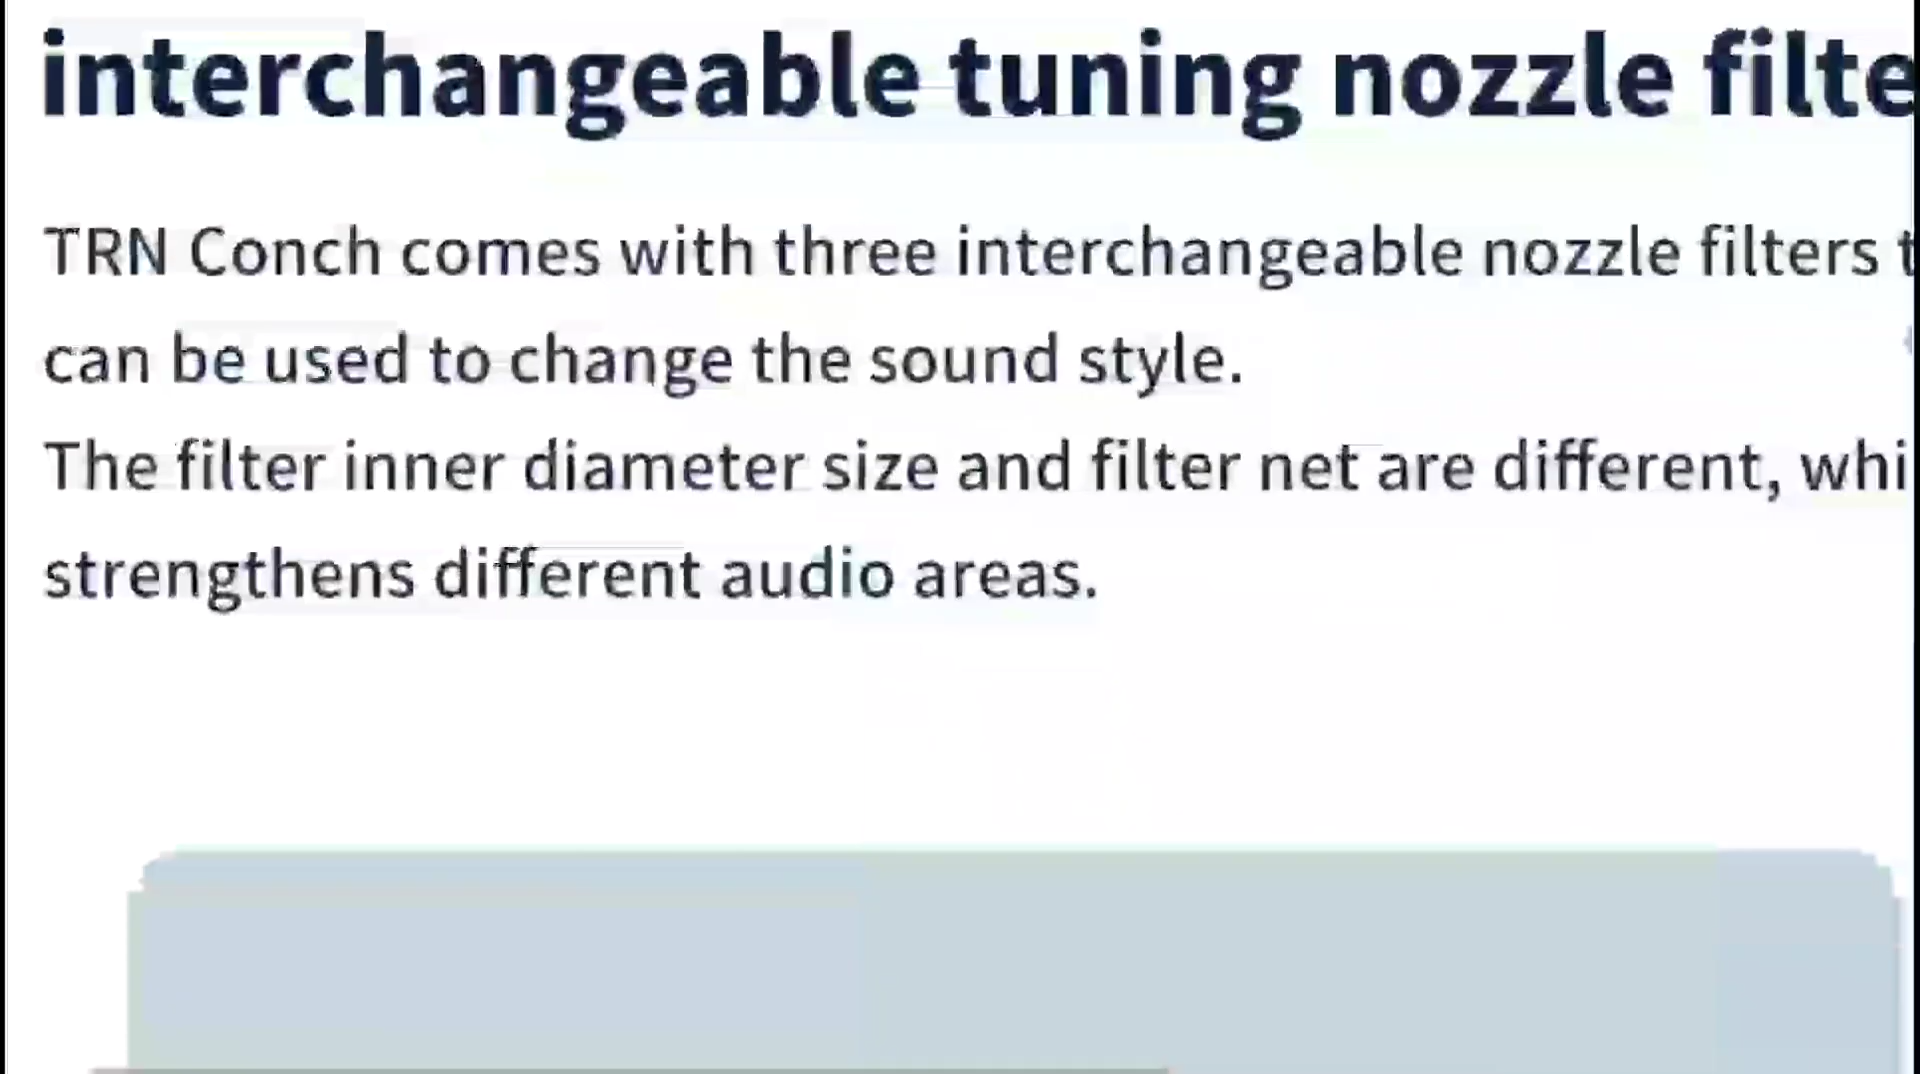 interchangeable tuning nozzle filte
TRN Conch comes with three interchangeable nozzle filters t
can be used to change the sound style.
The filter inner diameter size and filter net are different, whi
strengthens different audio areas.